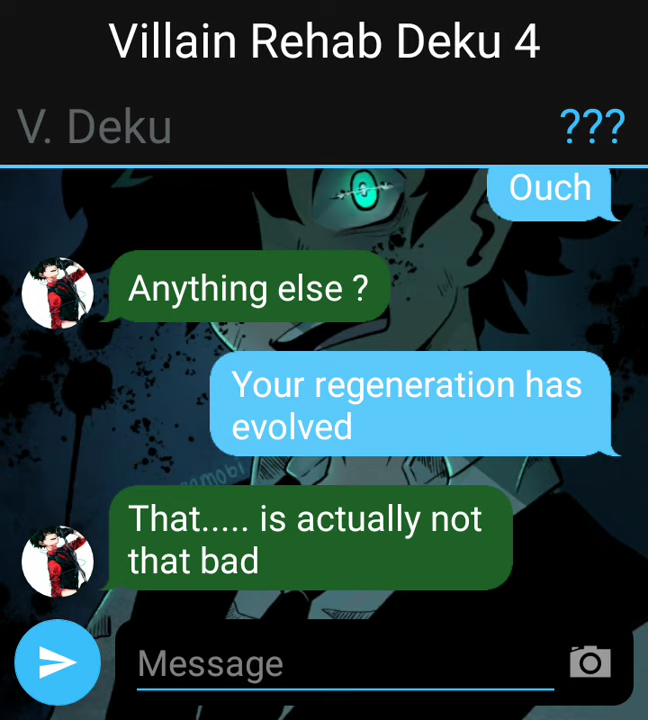 Villain Rehab Deku 4
V. Deku
???
Ouch
Anything else ?
Your regeneration has
evolved
That..... is actually not
that bad
Message